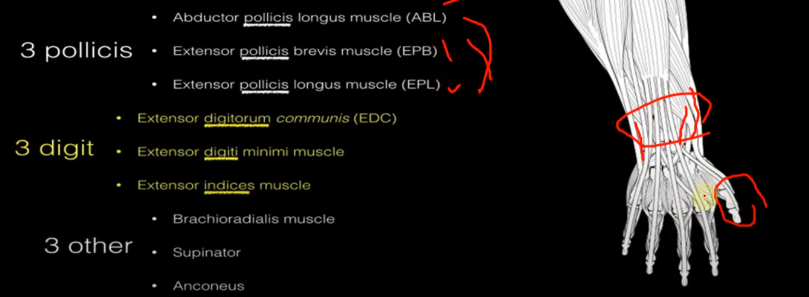 3 pollicis
• Abductor pollicis longus muscle (ABL)
• Extensor pollicis brevis muscle (EPB)
• Extensor pollicis longus muscle (EPL)
3 digit
• Extensor digitorum communis (EDC)
• Extensor digiti minimi muscle
• Extensor indices muscle
3 other
• Brachioradialis muscle
• Supinator
• Anconeus